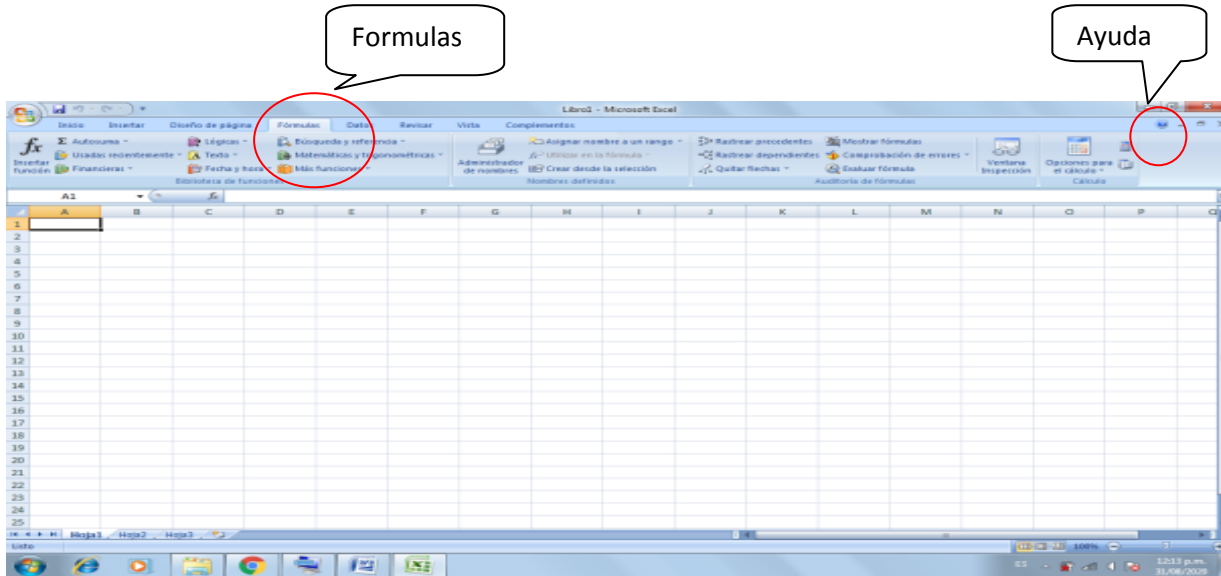 Formulas
Ayuda
Libro1 - Microsoft Excel
Inicio Insertar Diseño de página Fórmulas Datos Revisar Vista Complementos
Insertar función
Σ Autosuma
Usadas recientemente
Financieras
Lógicas
Texto
Fecha y hora
Búsqueda y referencia
Matemáticas y trigonométricas
Más funciones
Biblioteca de funciones
Administrador de nombres
Asignar nombre a un rango
Utilizar en la fórmula
Crear desde la selección
Nombres definidos
Rastrear precedentes
Rastrear dependientes
Quitar flechas
Mostrar fórmulas
Comprobación de errores
Evaluar fórmula
Auditoría de fórmulas
Ventana Inspección
Opciones para el cálculo
Cálculo
A1 fx
A B C D E F G H I J K L M N O P Q
1
2
3
4
5
6
7
8
9
10
11
12
13
14
15
16
17
18
19
20
21
22
23
24
25
Hoja1 Hoja2 Hoja3
Listo 100%
ES 12:13 p.m.
31/08/2020